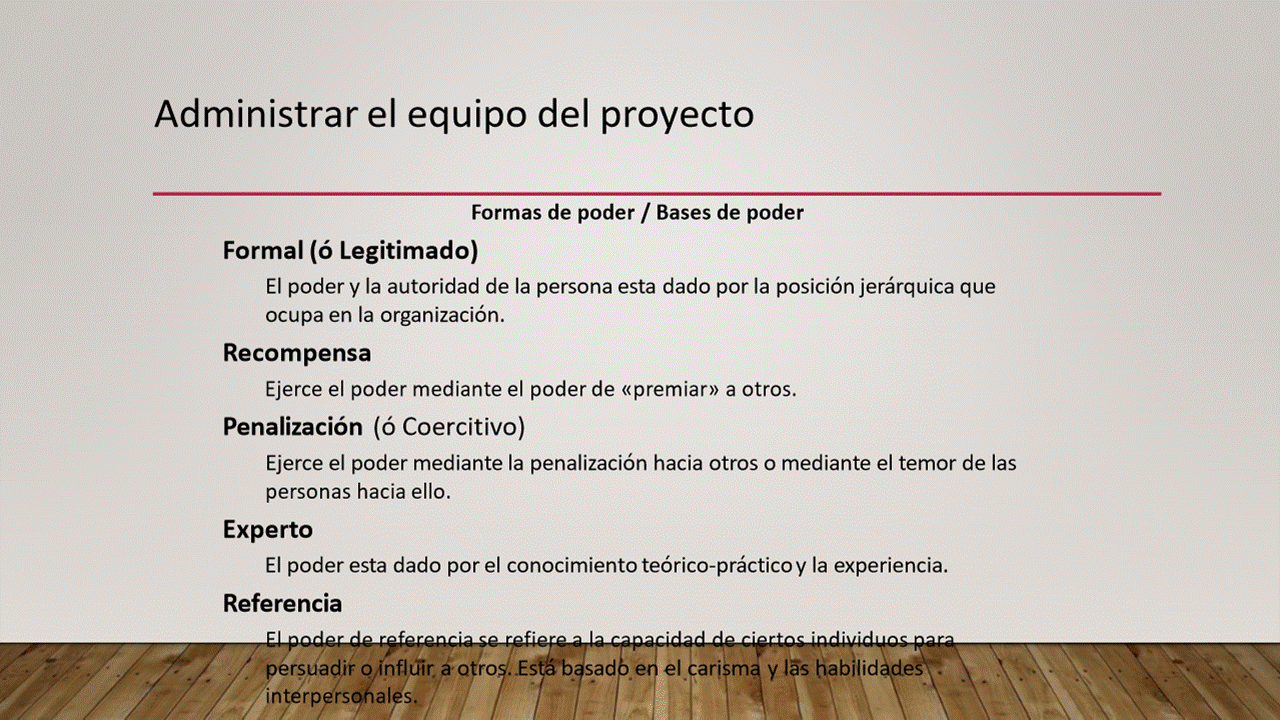 Administrar el equipo del proyecto
Formas de poder / Bases de poder
Formal (ó Legitimado)
El poder y la autoridad de la persona esta dado por la posición jerárquica que
ocupa en la organización.
Recompensa
Ejerce el poder mediante el poder de «premiar» a otros.
Penalización (ó Coercitivo)
Ejerce el poder mediante la penalización hacia otros o mediante el temor de las
personas hacia ello.
Experto
El poder esta dado por el conocimiento teórico-práctico y la experiencia.
Referencia
El poder de referencia se refiere a la capacidad de ciertos individuos para
persuadir o influir a otros. Está basado en el carisma y las habilidades
interpersonales.